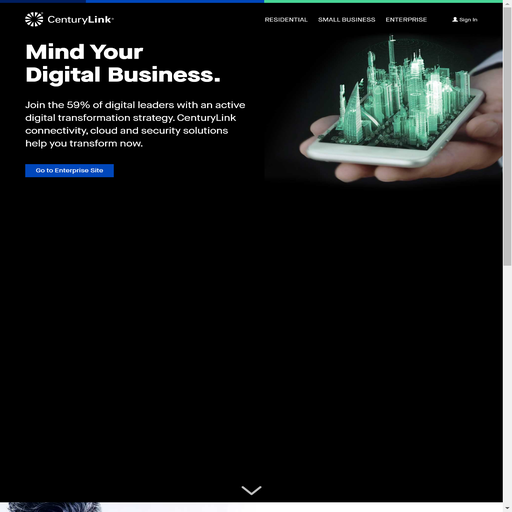 CenturyLink
RESIDENTIAL SMALL BUSINESS ENTERPRISE Sign In
Mind Your
Digital Business.
Join the 59% of digital leaders with an active
digital transformation strategy. CenturyLink
connectivity, cloud and security solutions
help you transform now.
Go to Enterprise Site